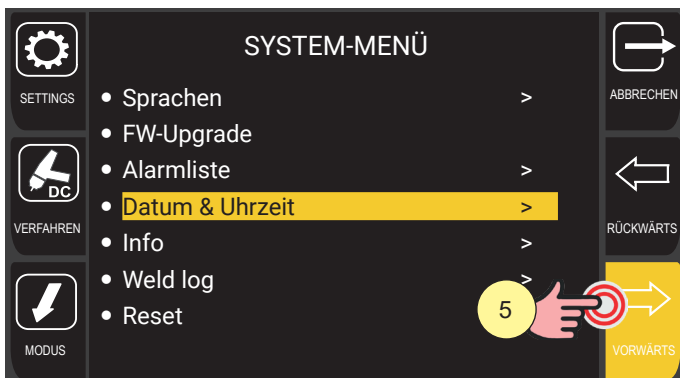 SYSTEM-MENÜ
SETTINGS
VERFAHREN
DC
MODUS
• Sprachen >
• FW-Upgrade
• Alarmliste >
• Datum & Uhrzeit >
• Info >
• Weld log >
• Reset
5
ABBRECHEN
RÜCKWÄRTS
VORWÄRTS